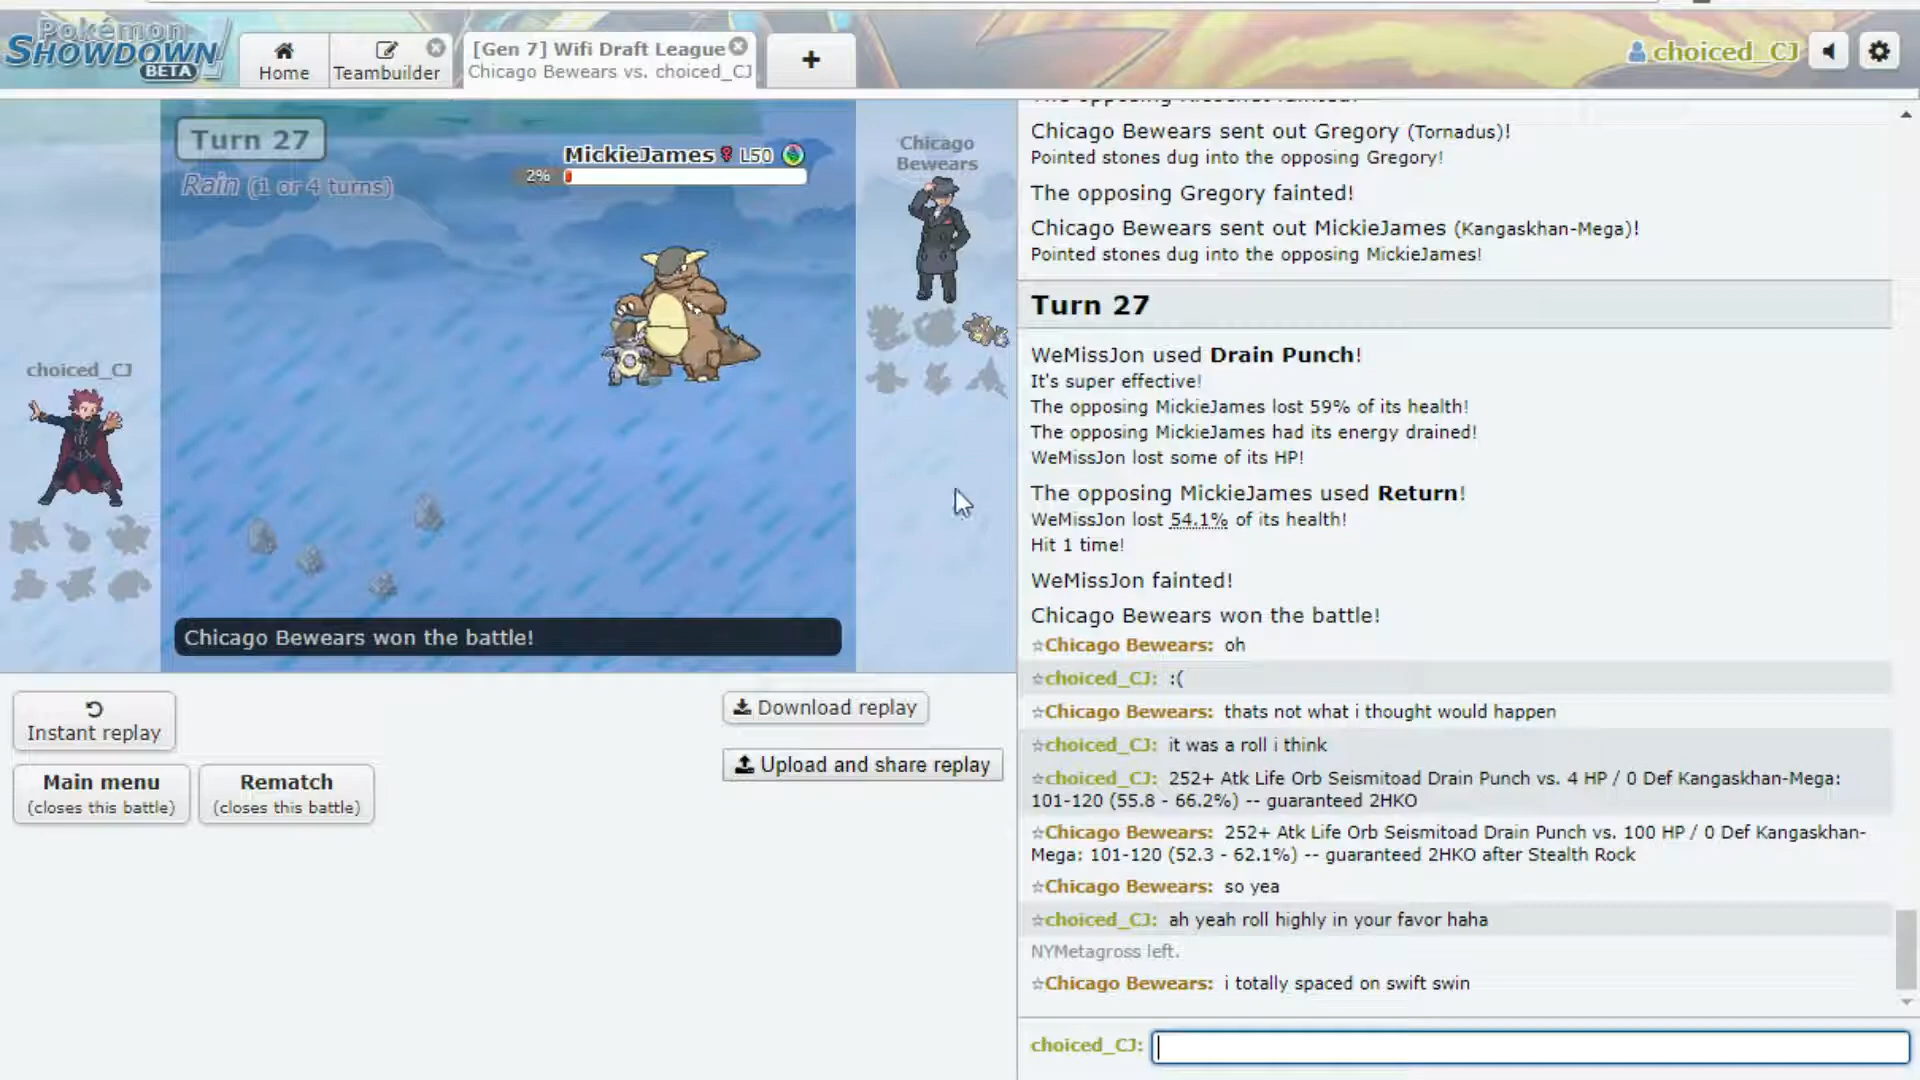 Pokémon
SHOWDOWN
BETA
Home
Teambuilder
[Gen 7] Wifi Draft League
Chicago Bewears vs. choiced_CJ
+
choiced_CJ
Turn 27
Rain (1 or 4 turns)
MickieJames L50
2%
Chicago
Bewears
choiced_CJ
Chicago Bewears won the battle!
Instant replay
Download replay
Upload and share replay
Main menu
(closes this battle)
Rematch
(closes this battle)
Chicago Bewears sent out Gregory (Tornadus)!
Pointed stones dug into the opposing Gregory!
The opposing Gregory fainted!
Chicago Bewears sent out MickieJames (Kangaskhan-Mega)!
Pointed stones dug into the opposing MickieJames!
Turn 27
WeMissJon used Drain Punch!
It's super effective!
The opposing MickieJames lost 59% of its health!
The opposing MickieJames had its energy drained!
WeMissJon lost some of its HP!
The opposing MickieJames used Return!
WeMissJon lost 54.1% of its health!
Hit 1 time!
WeMissJon fainted!
Chicago Bewears won the battle!
☆Chicago Bewears: oh
☆choiced_CJ: :(
☆Chicago Bewears: thats not what i thought would happen
☆choiced_CJ: it was a roll i think
☆choiced_CJ: 252+ Atk Life Orb Seismitoad Drain Punch vs. 4 HP / 0 Def Kangaskhan-Mega:
101-120 (55.8 - 66.2%) -- guaranteed 2HKO
☆Chicago Bewears: 252+ Atk Life Orb Seismitoad Drain Punch vs. 100 HP / 0 Def Kangaskhan-
Mega: 101-120 (52.3 - 62.1%) -- guaranteed 2HKO after Stealth Rock
☆Chicago Bewears: so yea
☆choiced_CJ: ah yeah roll highly in your favor haha
NYMetagross left.
☆Chicago Bewears: i totally spaced on swift swin
choiced_CJ: